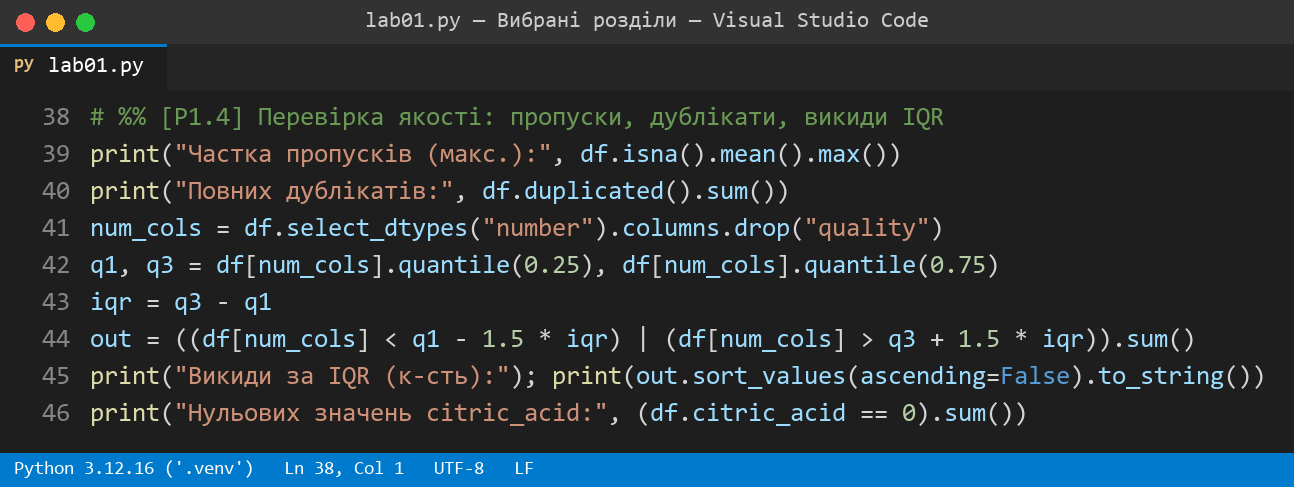 lab01.py — Вибрані розділи — Visual Studio Code
py lab01.py
38 # %% [P1.4] Перевірка якості: пропуски, дублікати, викиди IQR
39 print("Частка пропусків (макс.):", df.isna().mean().max())
40 print("Повних дублікатів:", df.duplicated().sum())
41 num_cols = df.select_dtypes("number").columns.drop("quality")
42 q1, q3 = df[num_cols].quantile(0.25), df[num_cols].quantile(0.75)
43 iqr = q3 - q1
44 out = ((df[num_cols] < q1 - 1.5 * iqr) | (df[num_cols] > q3 + 1.5 * iqr)).sum()
45 print("Викиди за IQR (к-сть):"); print(out.sort_values(ascending=False).to_string())
46 print("Нульових значень citric_acid:", (df.citric_acid == 0).sum())
Python 3.12.16 ('.venv') Ln 38, Col 1 UTF-8 LF